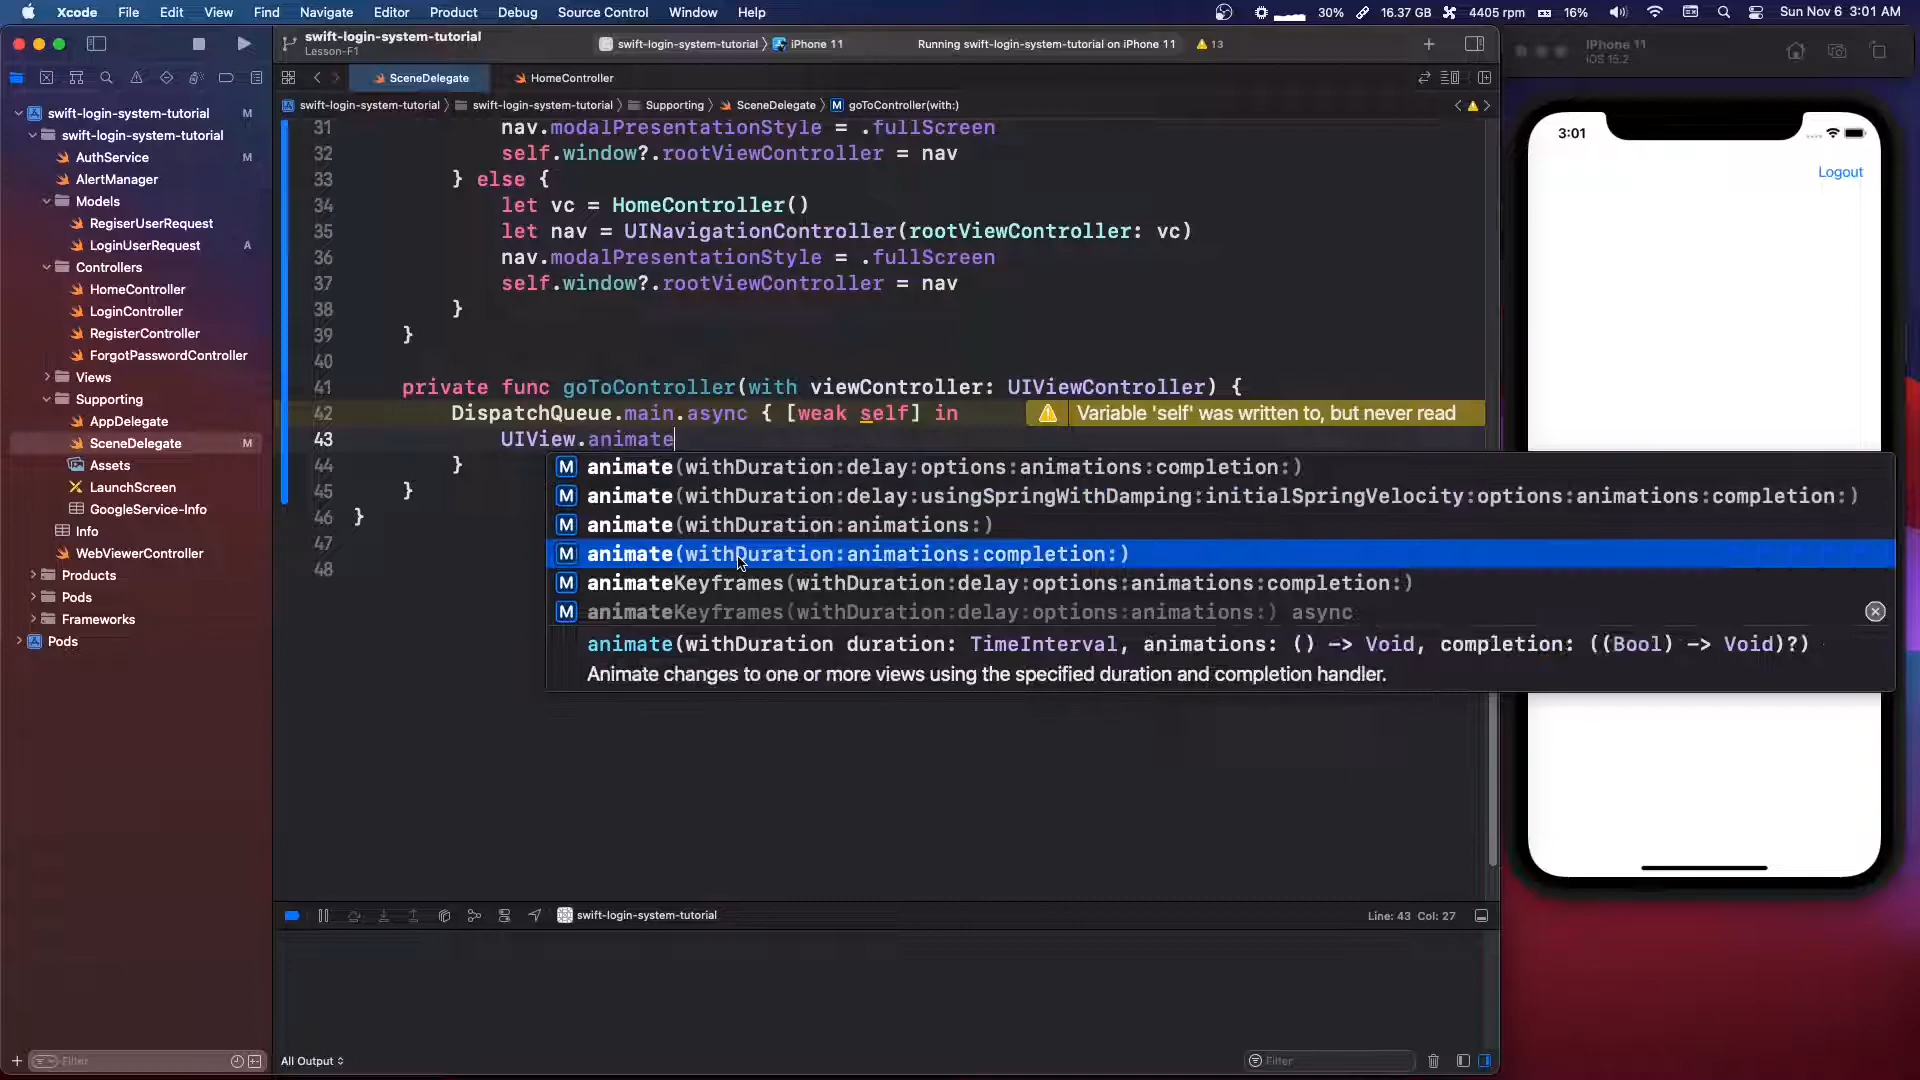 Xcode File Edit View Find Navigate Editor Product Debug Source Control Window Help 30% 16.37 GB 4405 rpm 16% Sun Nov 6 3:01 AM
swift-login-system-tutorial
Lesson-F1
swift-login-system-tutorial iPhone 11
Running swift-login-system-tutorial on iPhone 11
13
iPhone 11
iOS 15.2
SceneDelegate
HomeController
swift-login-system-tutorial swift-login-system-tutorial Supporting SceneDelegate M goToController(with:)
swift-login-system-tutorial M
swift-login-system-tutorial
AuthService M
AlertManager
Models
RegiserUserRequest
LoginUserRequest A
Controllers
HomeController
LoginController
RegisterController
ForgotPasswordController
Views
Supporting
AppDelegate
SceneDelegate M
Assets
LaunchScreen
GoogleService-Info
Info
WebViewerController
Products
Pods
Frameworks
Pods
Filter
31 nav.modalPresentationStyle = .fullScreen
32 self.window?.rootViewController = nav
33 } else {
34 let vc = HomeController()
35 let nav = UINavigationController(rootViewController: vc)
36 nav.modalPresentationStyle = .fullScreen
37 self.window?.rootViewController = nav
38 }
39 }
40
41 private func goToController(with viewController: UIViewController) {
42 DispatchQueue.main.async { [weak self] in
Variable 'self' was written to, but never read
43 UIView.animate
44 }
45 }
46 }
47
48
M animate(withDuration:delay:options:animations:completion:)
M animate(withDuration:delay:usingSpringWithDamping:initialSpringVelocity:options:animations:completion:)
M animate(withDuration:animations:)
M animate(withDuration:animations:completion:)
M animateKeyframes(withDuration:delay:options:animations:completion:)
M animateKeyframes(withDuration:delay:options:animations:) async
animate(withDuration duration: TimeInterval, animations: () -> Void, completion: ((Bool) -> Void)?)
Animate changes to one or more views using the specified duration and completion handler.
3:01
Logout
swift-login-system-tutorial
Line: 43 Col: 27
All Output
Filter